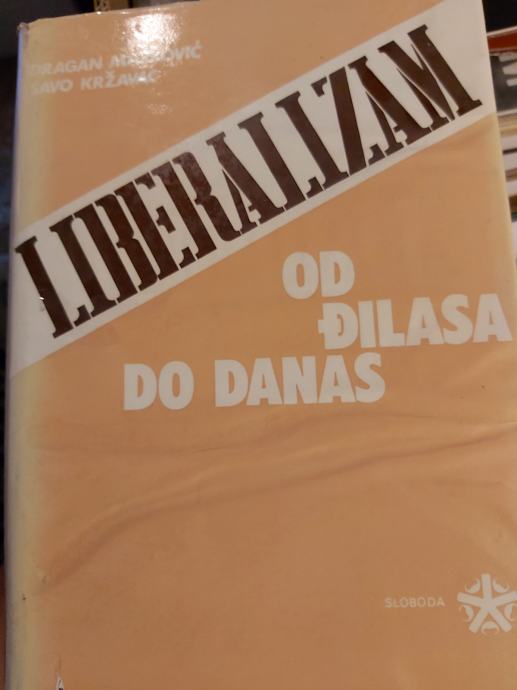 DRAGAN
SAVO KRŽAVAC
LIBERALIZAM
OD
ĐILASA
DO DANAS
SLOBODA